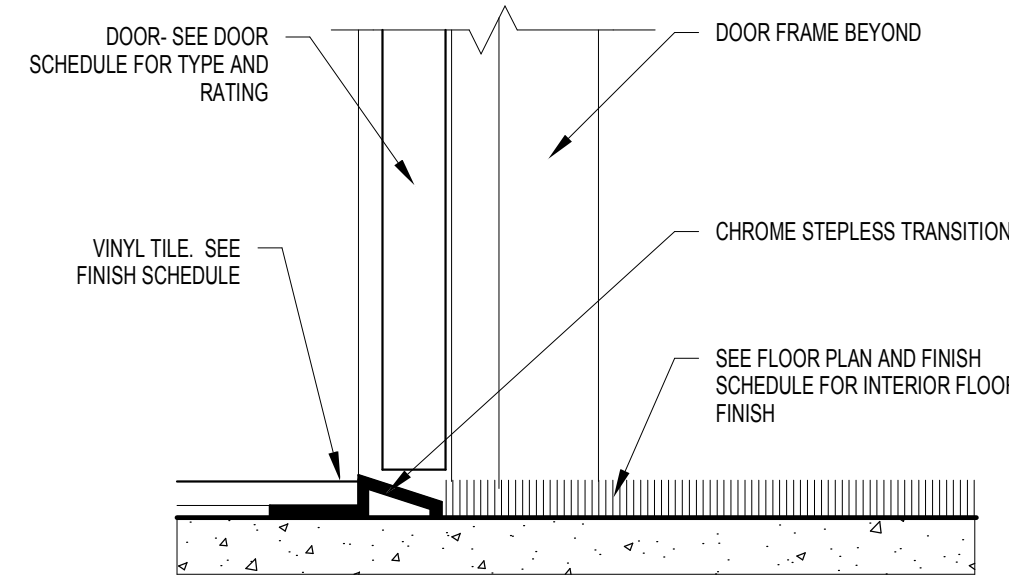 DOOR- SEE DOOR
SCHEDULE FOR TYPE AND
RATING
DOOR FRAME BEYOND
VINYL TILE. SEE
FINISH SCHEDULE
CHROME STEPLESS TRANSITION
SEE FLOOR PLAN AND FINISH
SCHEDULE FOR INTERIOR FLOOR
FINISH